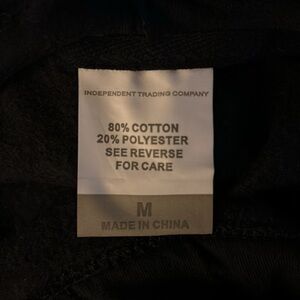 INDEPENDENT TRADING COMPANY
80% COTTON
20% POLYESTER
SEE REVERSE
FOR CARE
M
MADE IN CHINA